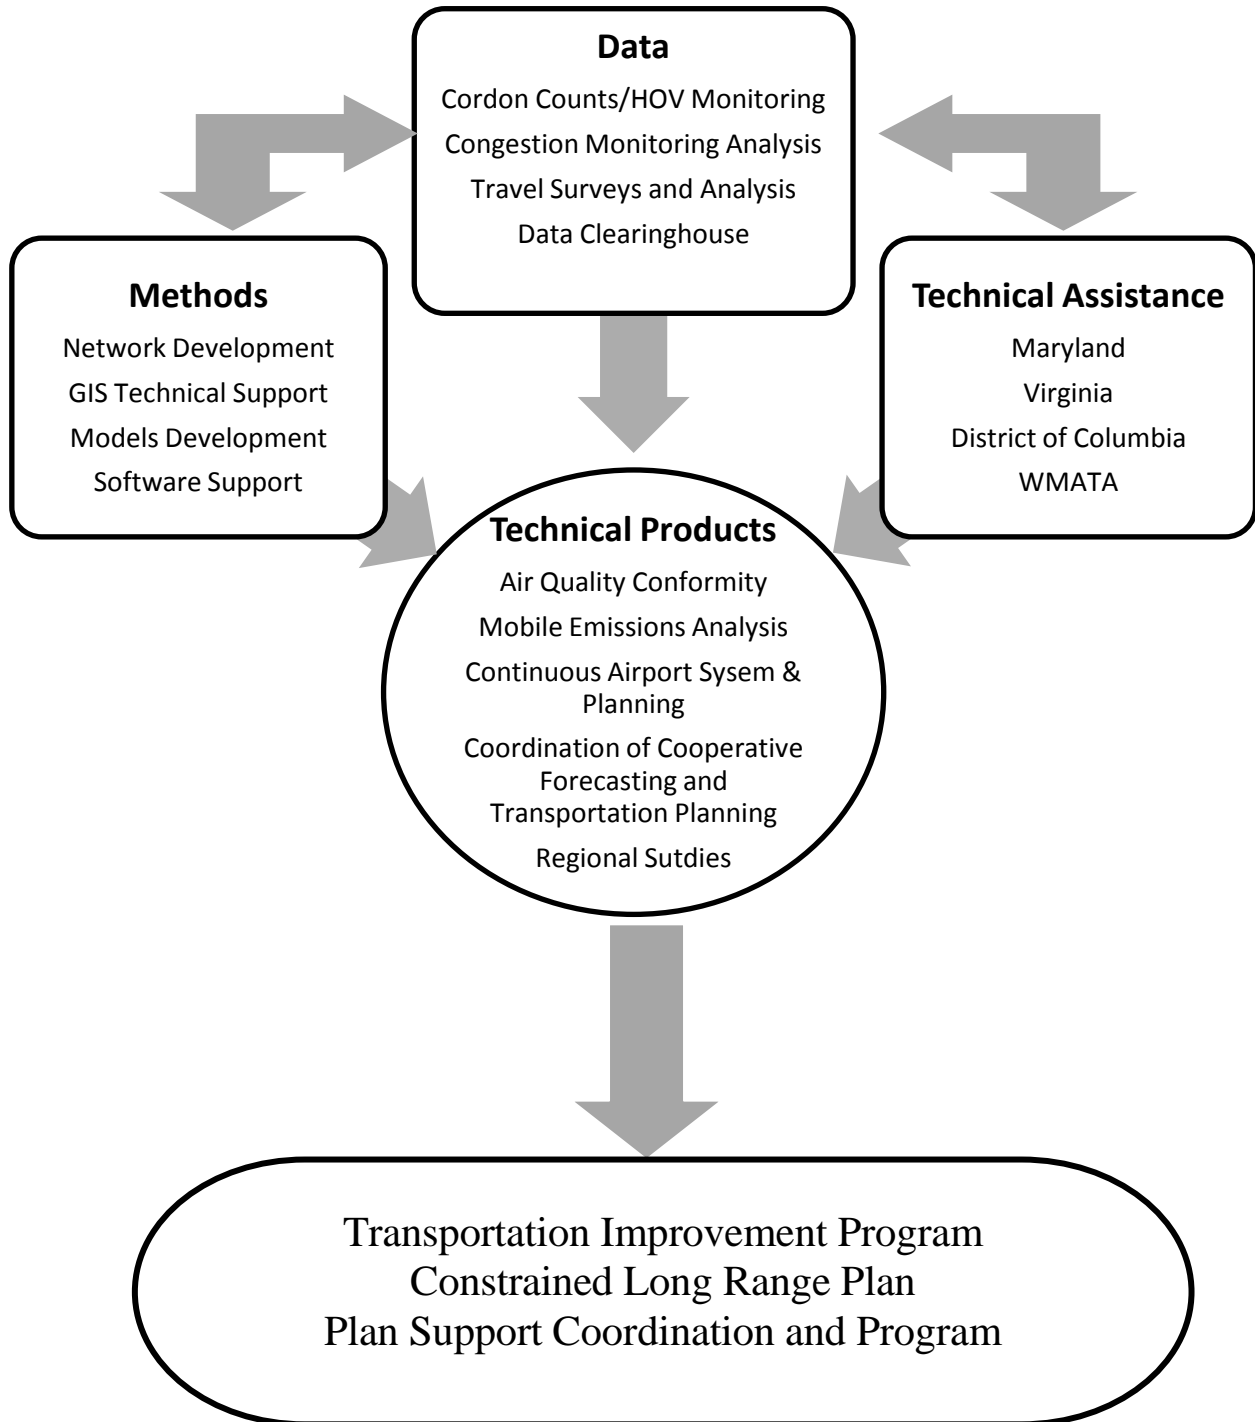 Data
Cordon Counts/HOV Monitoring
Congestion Monitoring Analysis
Travel Surveys and Analysis
Data Clearinghouse
Methods
Network Development
GIS Technical Support
Models Development
Software Support
Technical Assistance
Maryland
Virginia
District of Columbia
WMATA
Technical Products
Air Quality Conformity
Mobile Emissions Analysis
Continuous Airport Sysem &
Planning
Coordination of Cooperative
Forecasting and
Transportation Planning
Regional Sutdies
Transportation Improvement Program
Constrained Long Range Plan
Plan Support Coordination and Program